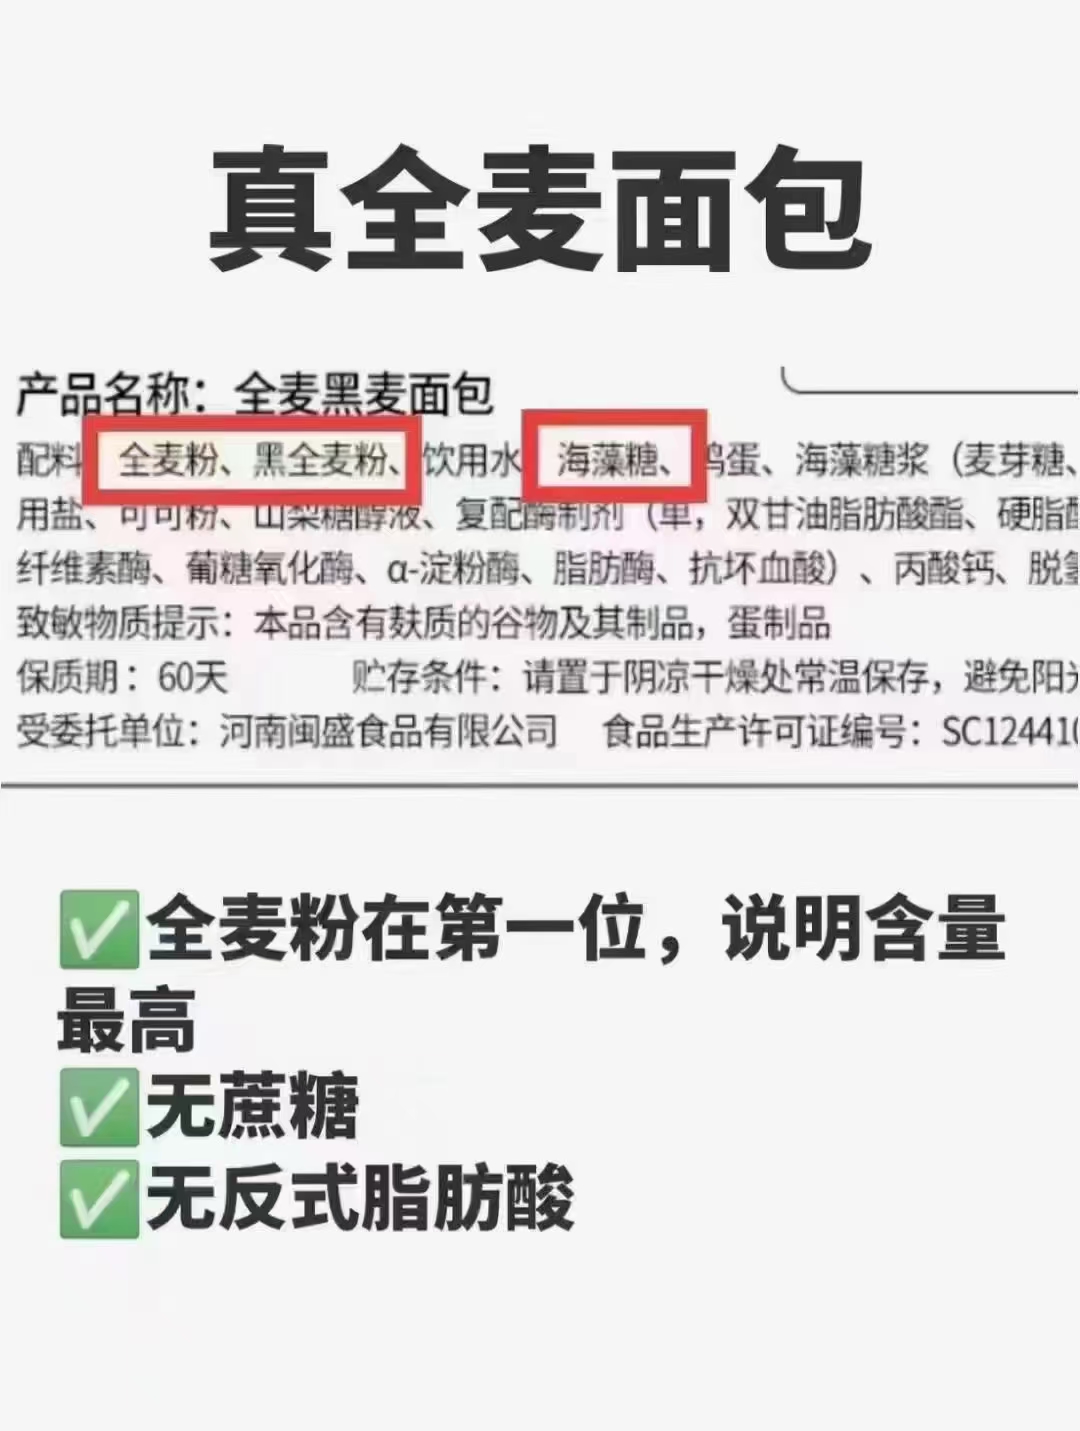 真全麦面包
产品名称：全麦黑麦面包
配料 全麦粉、黑全麦粉、饮用水 海藻糖、鸡蛋、海藻糖浆（麦芽糖、
用盐、可可粉、山梨糖醇液、复配酶制剂（单，双甘油脂肪酸酯、硬脂酸
纤维素酶、葡糖氧化酶、α-淀粉酶、脂肪酶、抗坏血酸）、丙酸钙、脱氢
致敏物质提示：本品含有麸质的谷物及其制品，蛋制品
保质期：60天 贮存条件：请置于阴凉干燥处常温保存，避免阳光
受委托单位：河南闽盛食品有限公司 食品生产许可证编号：SC124410
✅全麦粉在第一位，说明含量
最高
✅无蔗糖
✅无反式脂肪酸